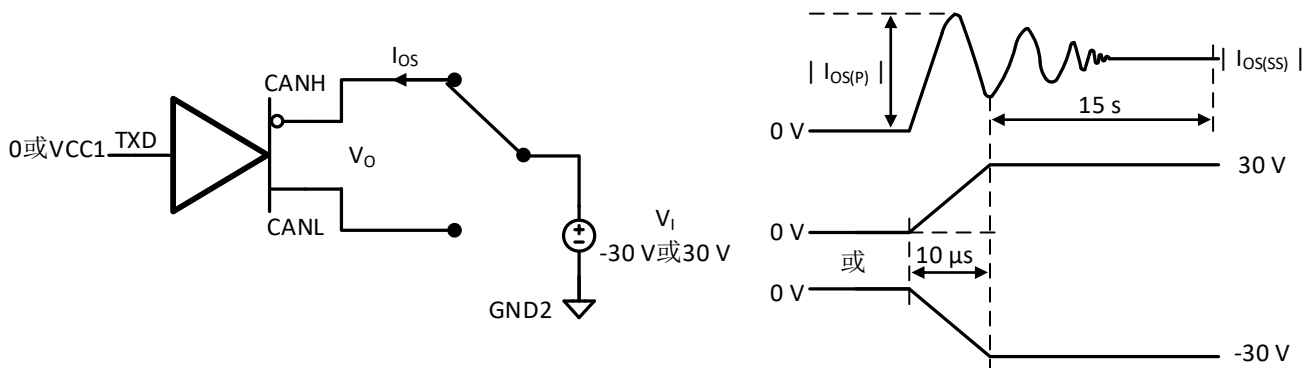 I_OS
CANH
0或VCC1
TXD
V_O
CANL
V_I
-30 V或30 V
GND2
| I_OS(P) |
| I_OS(SS) |
15 s
0 V
30 V
0 V
或
10 μs
0 V
-30 V